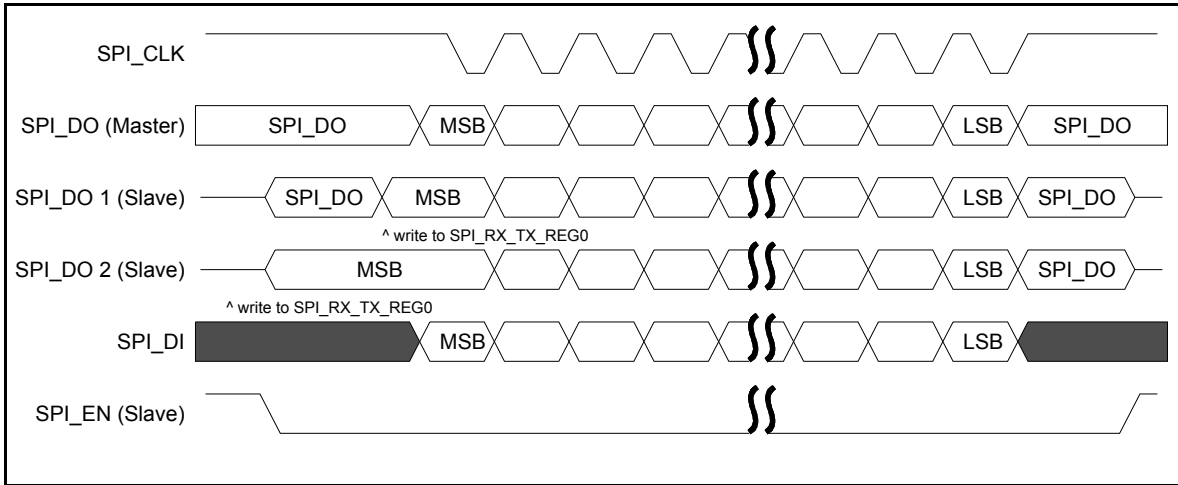 SPI_CLK
SPI_DO (Master) SPI_DO MSB LSB SPI_DO
SPI_DO 1 (Slave) SPI_DO MSB LSB SPI_DO
^ write to SPI_RX_TX_REG0
SPI_DO 2 (Slave) MSB LSB SPI_DO
^ write to SPI_RX_TX_REG0
SPI_DI MSB LSB
SPI_EN (Slave)